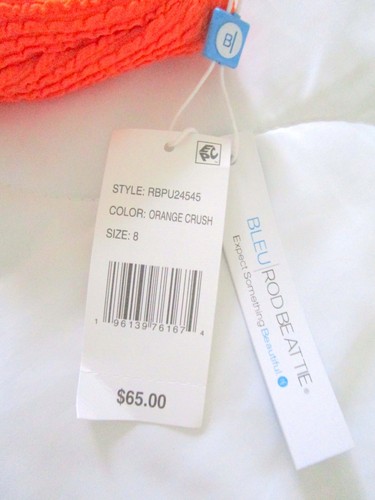 B
EPC
STYLE: RBPU24545
COLOR: ORANGE CRUSH
SIZE: 8
1 96139 76167 4
$65.00
BLEU|ROD BEATTIE®
Expect Something Beautiful